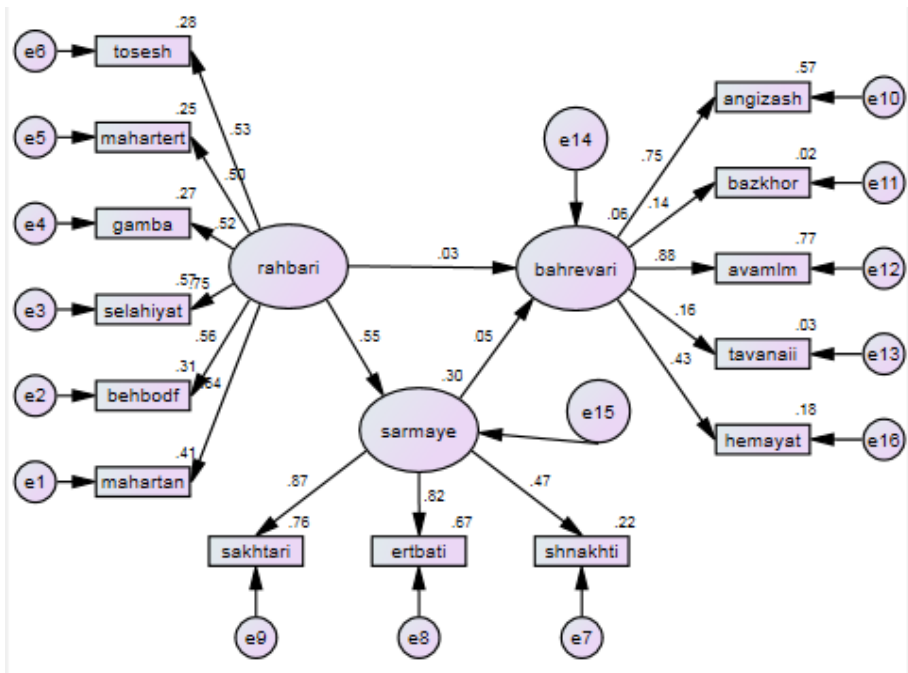 .28
e6 tosesh
.53
.25
e5 mahartert
.50
.27
e4 gamba
.52
.57 .75
e3 selahiyat
.56
.31
e2 behbodf
.64
.41
e1 mahartan
rahbari
.03
.55
e14
.06
bahrevari
.05
.30
sarmaye
e15
.75
.57
angizash e10
.14
.02
bazkhor e11
.88
.77
avamlm e12
.16
.03
tavanaii e13
.43
.18
hemayat e16
.87
.76
sakhtari
e9
.82
.67
ertbati
e8
.47
.22
shnakhti
e7